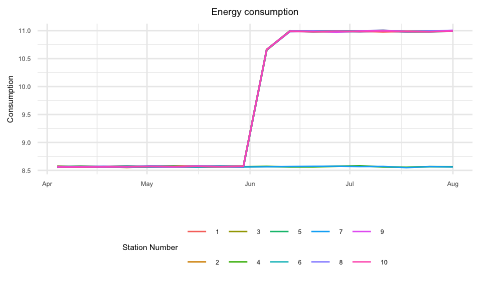 Energy consumption
Consumption
11.0
10.5
10.0
9.5
9.0
8.5
Apr May Jun Jul Aug
Station Number
1 3 5 7 9
2 4 6 8 10